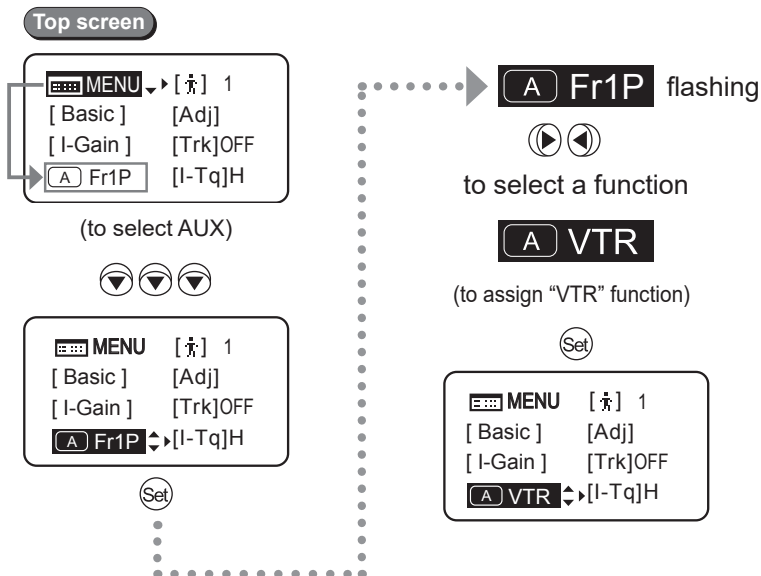 Top screen
MENU [ ] 1
[ Basic ] [Adj]
[ I-Gain ] [Trk]OFF
A Fr1P [I-Tq]H
(to select AUX)
MENU [ ] 1
[ Basic ] [Adj]
[ I-Gain ] [Trk]OFF
A Fr1P [I-Tq]H
Set
A Fr1P flashing
to select a function
A VTR
(to assign “VTR” function)
Set
MENU [ ] 1
[ Basic ] [Adj]
[ I-Gain ] [Trk]OFF
A VTR [I-Tq]H